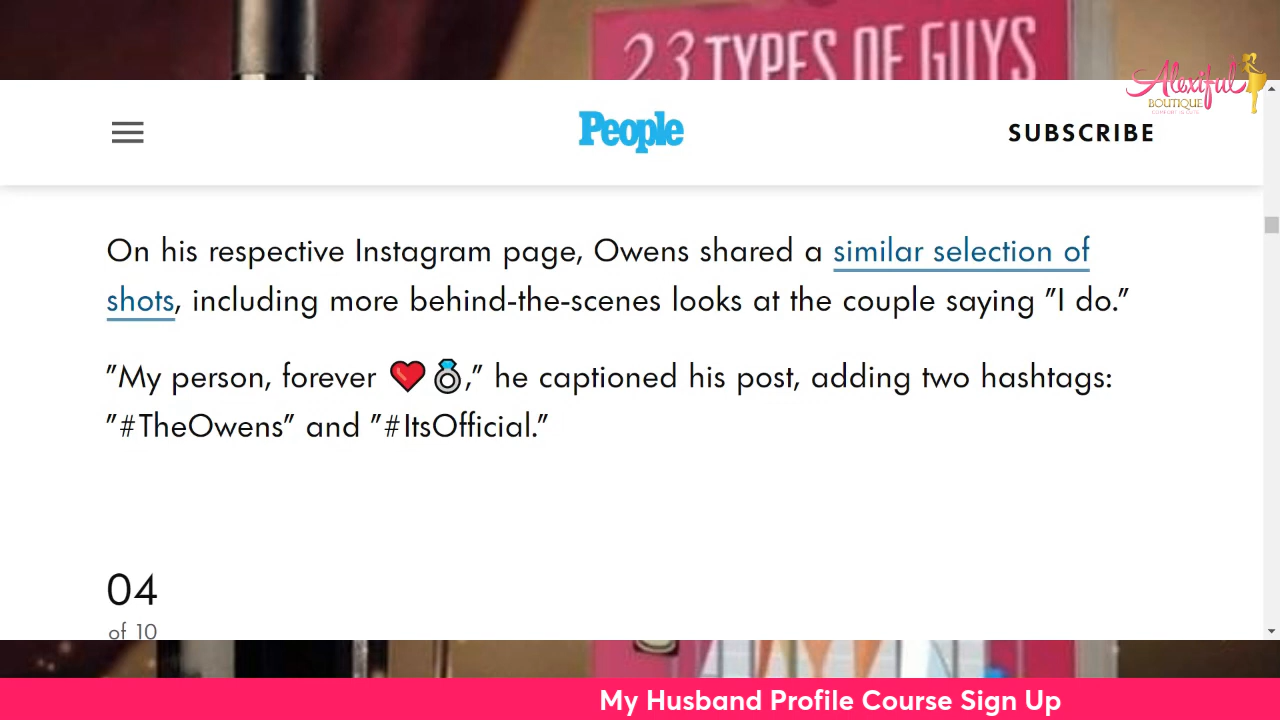 23 TYPES OF GUYS
Alexiful
BOUTIQUE
People
SUBSCRIBE
On his respective Instagram page, Owens shared a similar selection of
shots, including more behind-the-scenes looks at the couple saying "I do."
"My person, forever ❤️💍," he captioned his post, adding two hashtags:
"#TheOwens" and "#ItsOfficial."
04
of 10
My Husband Profile Course Sign Up